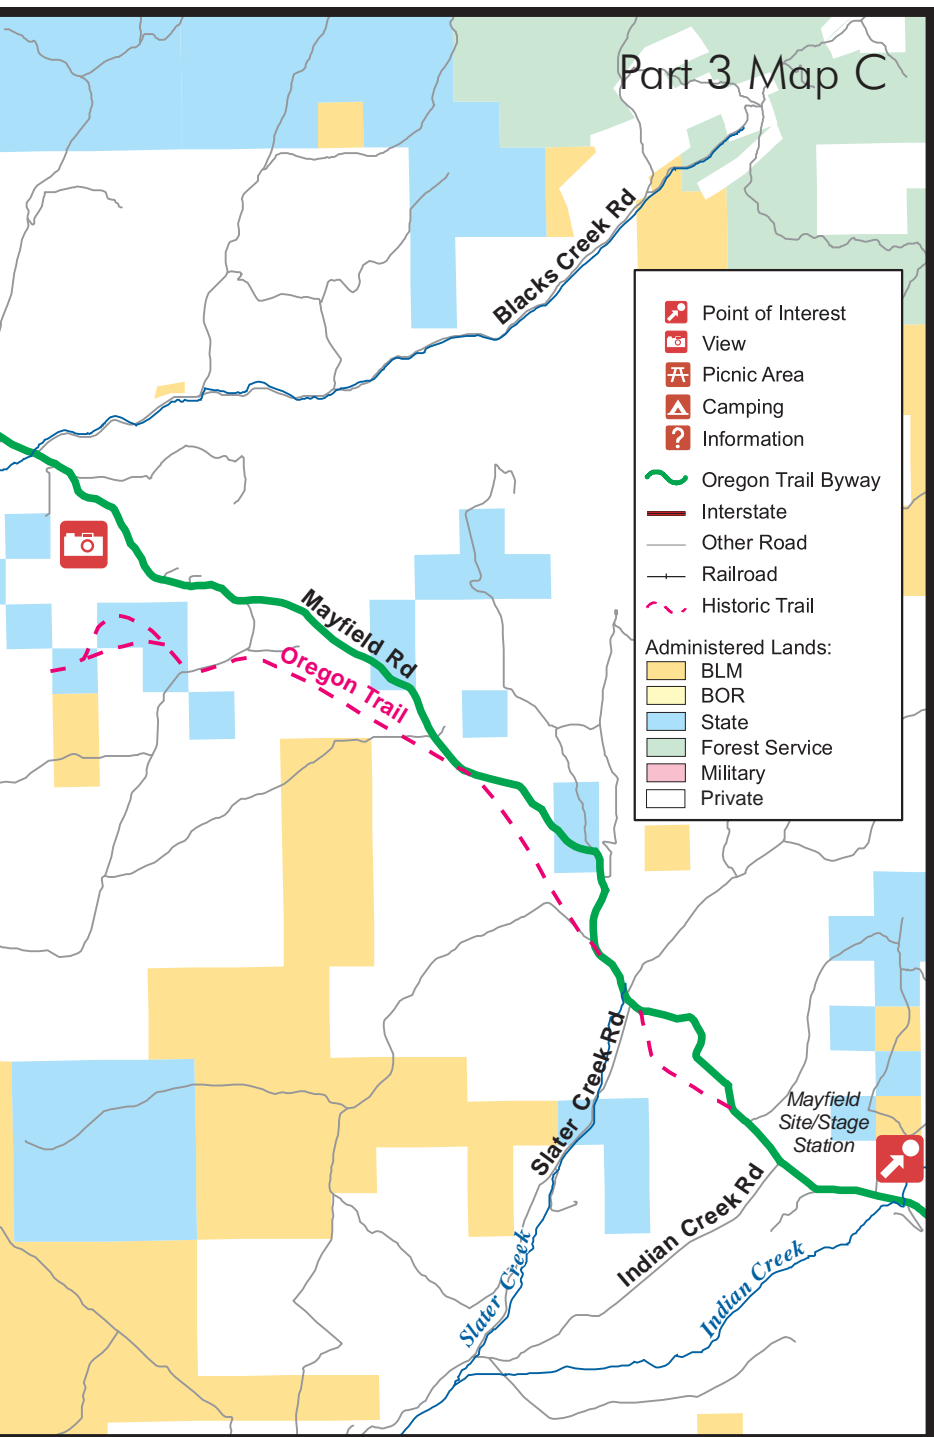 Part 3 Map C
Blacks Creek Rd
Point of Interest
View
Picnic Area
Camping
?
Information
Oregon Trail Byway
Interstate
Other Road
Railroad
Historic Trail
Administered Lands:
BLM
BOR
State
Forest Service
Military
Private
Mayfield Rd
Oregon Trail
Slater Creek Rd
Mayfield
Site/Stage
Station
Indian Creek Rd
Slater Creek
Indian Creek